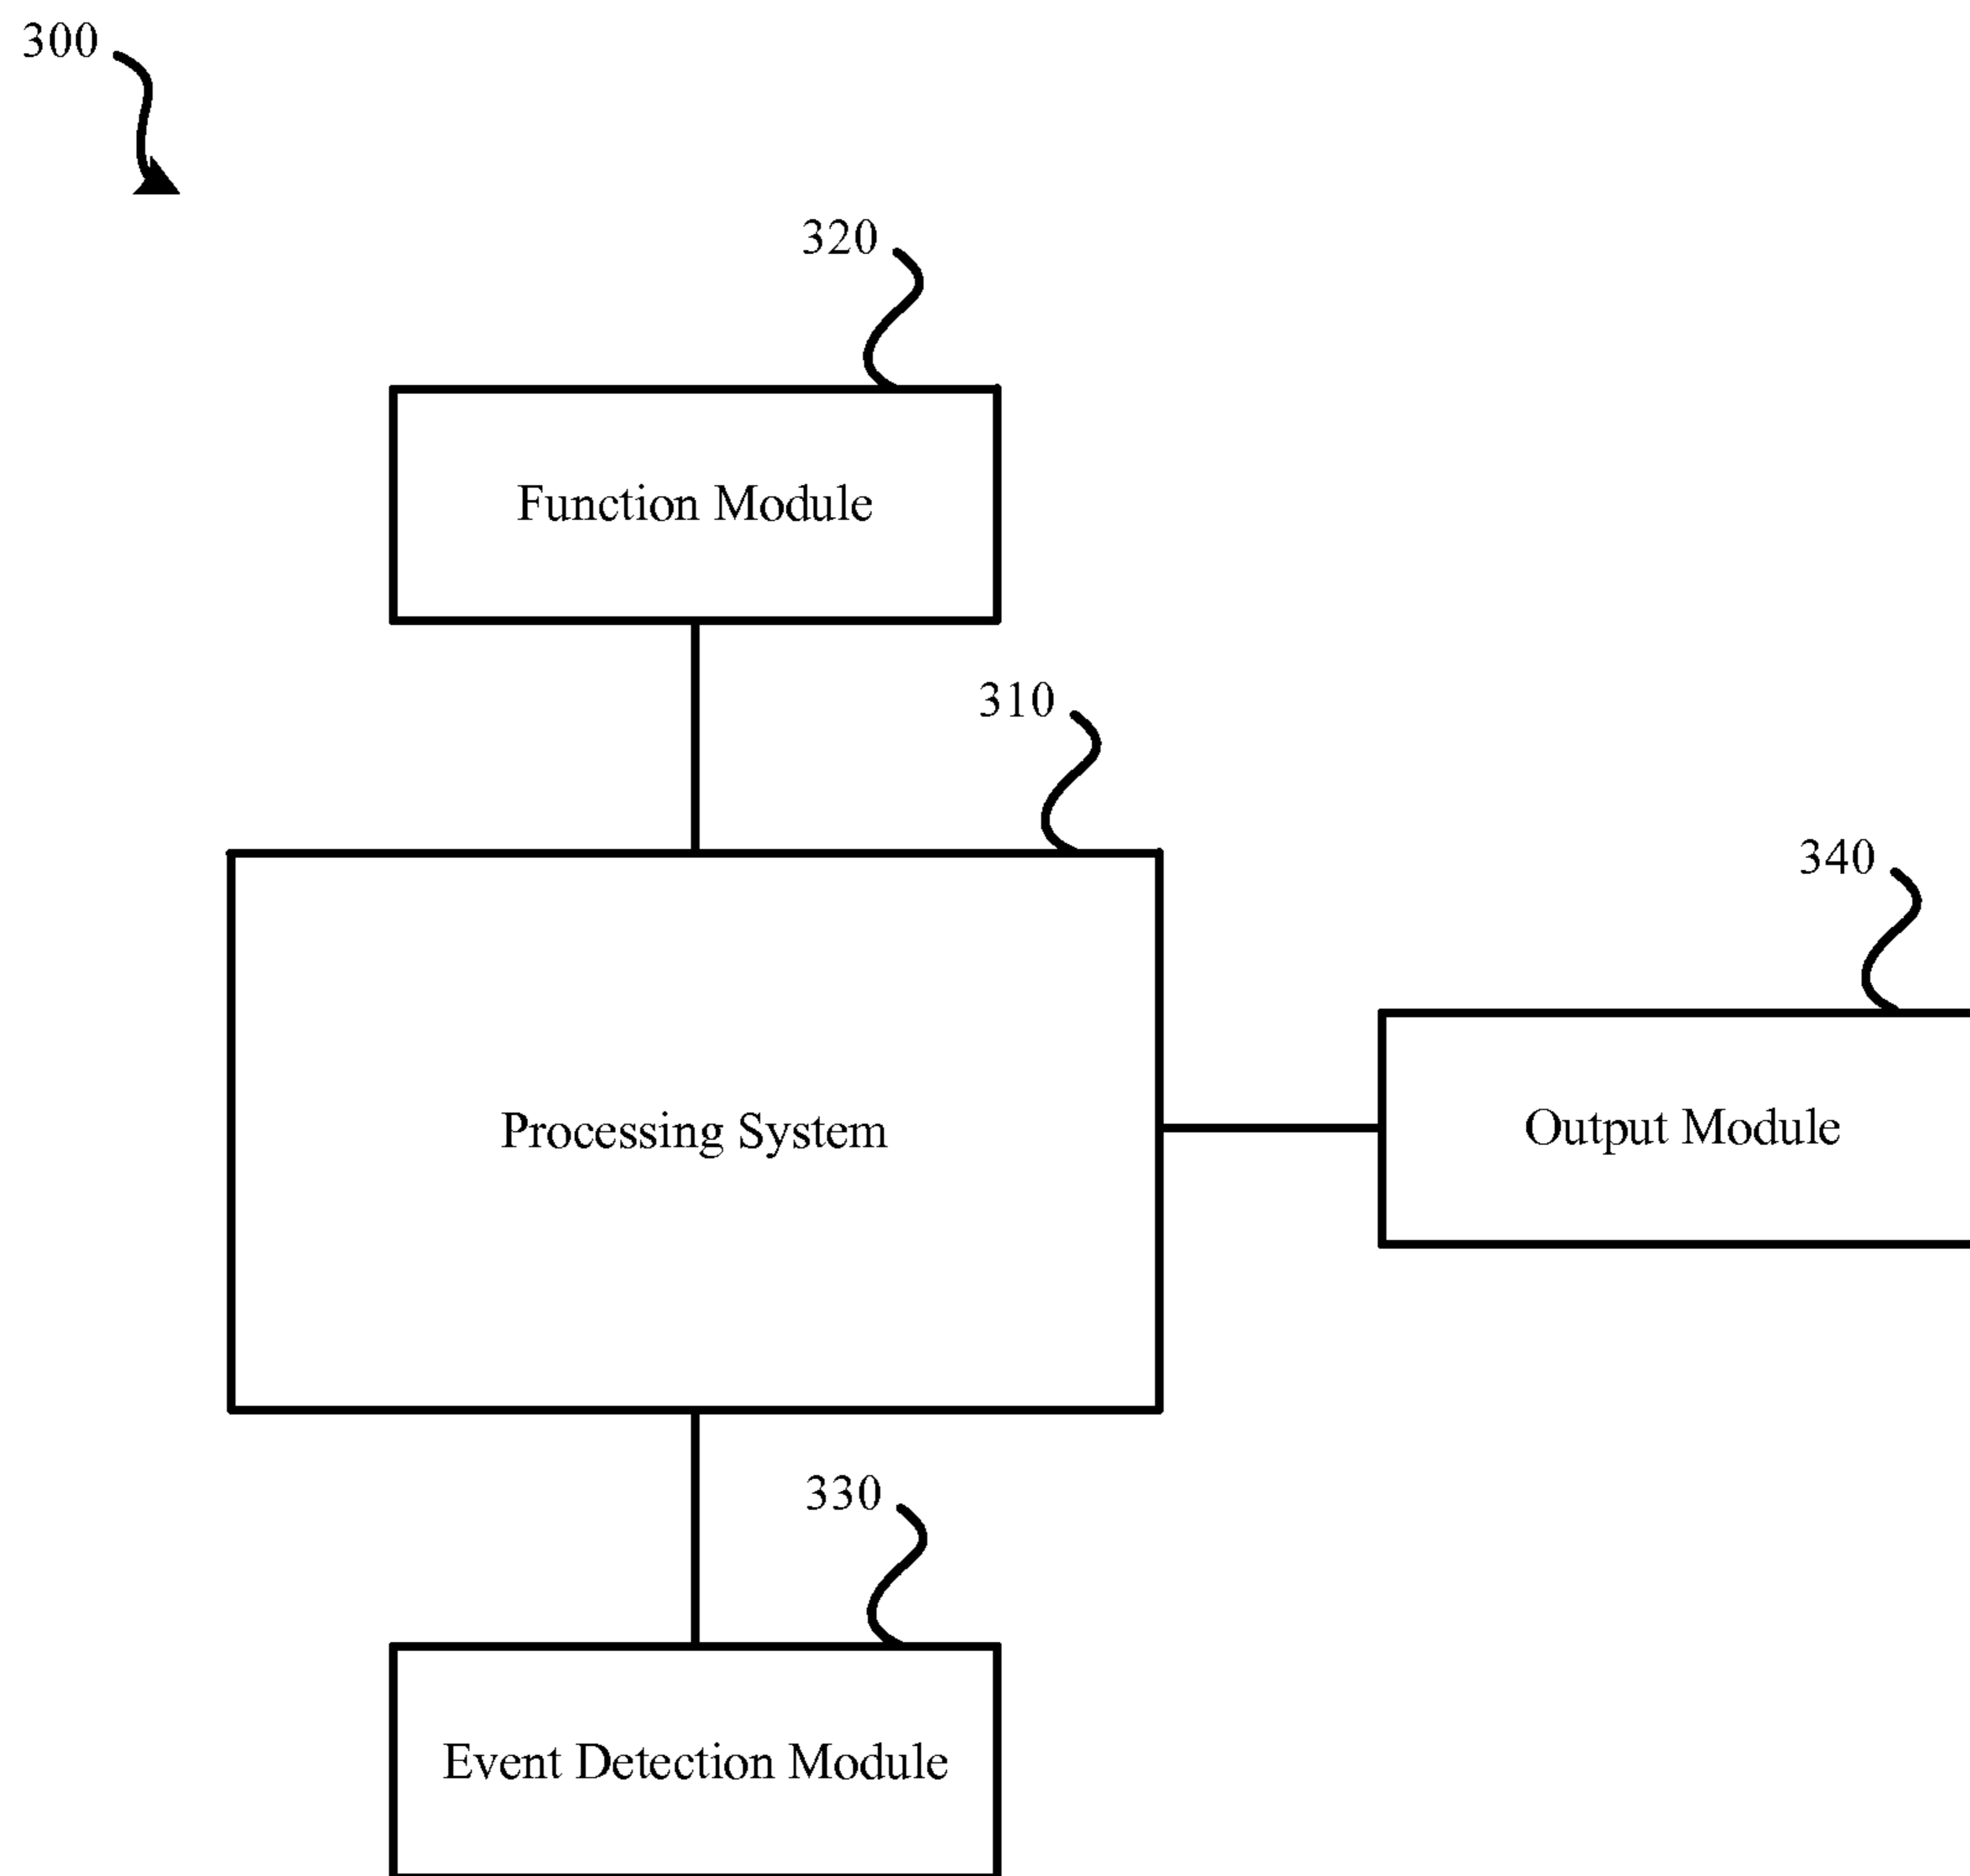 300
320
Function Module
310
340
Processing System
Output Module
330
Event Detection Module